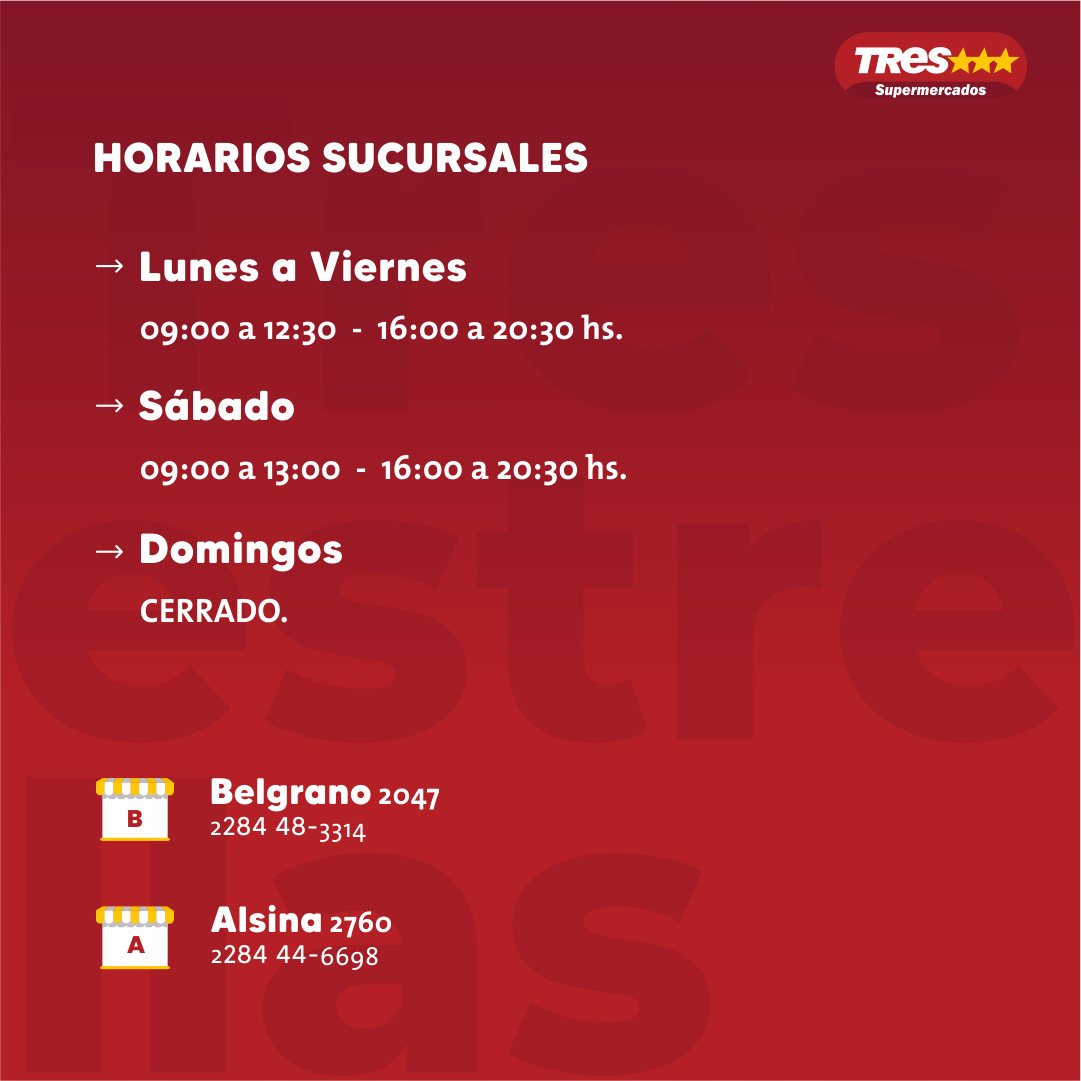 TRES
Supermercados
HORARIOS SUCURSALES
→ Lunes a Viernes
09:00 a 12:30 - 16:00 a 20:30 hs.
→ Sábado
09:00 a 13:00 - 16:00 a 20:30 hs.
→ Domingos
CERRADO.
B
Belgrano 2047
2284 48-3314
A
Alsina 2760
2284 44-6698
Tres
estre
llas